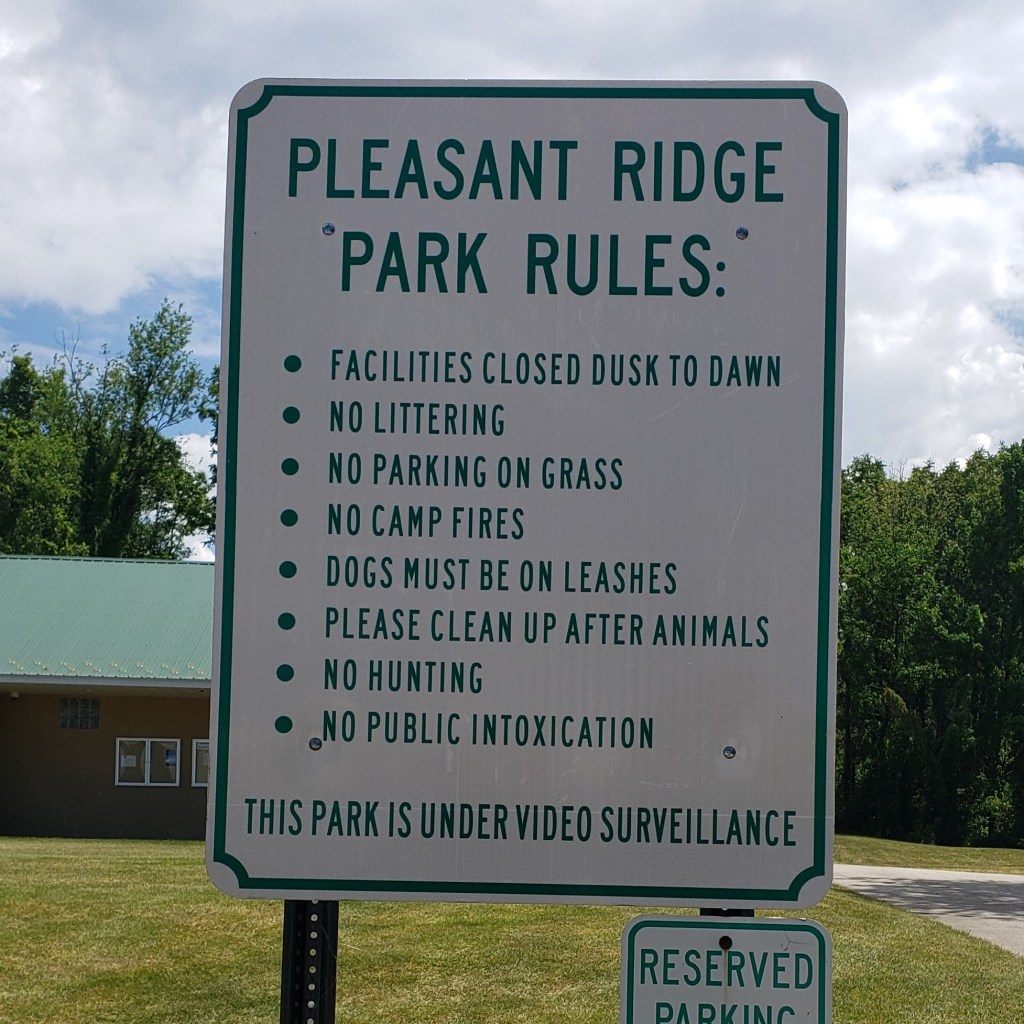 PLEASANT RIDGE
PARK RULES:
• FACILITIES CLOSED DUSK TO DAWN
• NO LITTERING
• NO PARKING ON GRASS
• NO CAMP FIRES
• DOGS MUST BE ON LEASHES
• PLEASE CLEAN UP AFTER ANIMALS
• NO HUNTING
• NO PUBLIC INTOXICATION
THIS PARK IS UNDER VIDEO SURVEILLANCE
RESERVED
PARKING